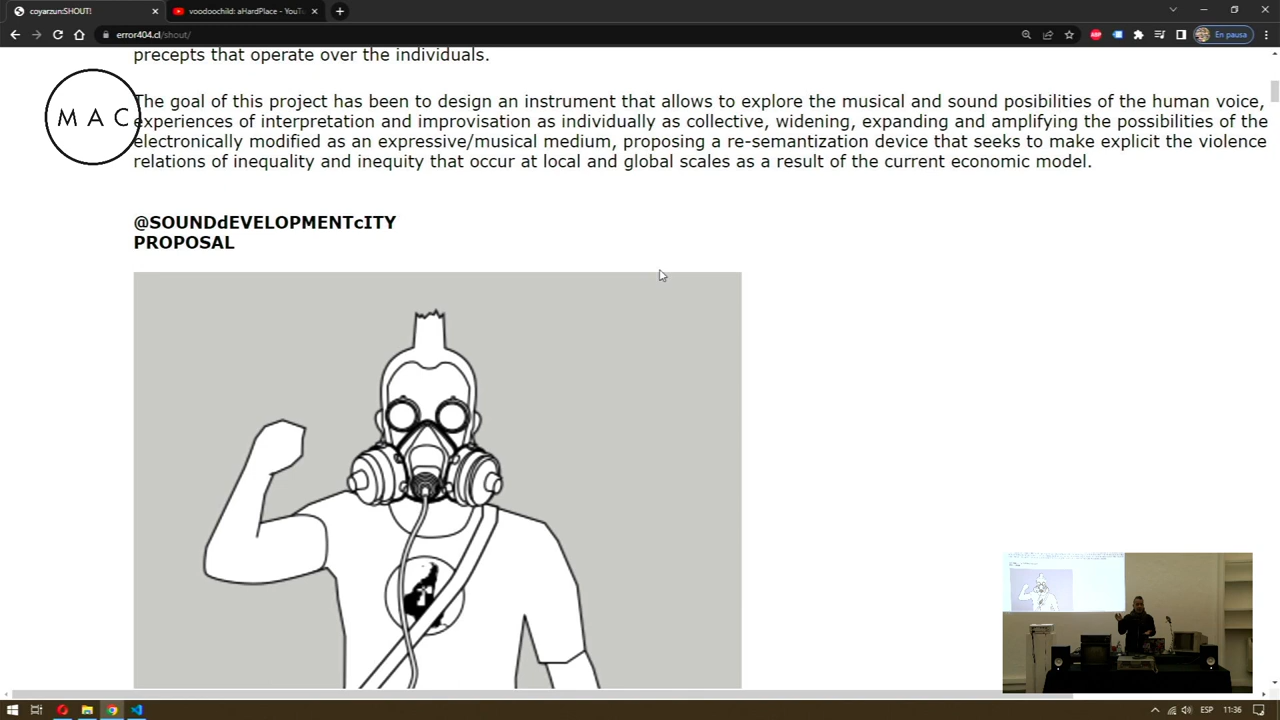 coyarzun:SHOUT!
voodoochild: aHardPlace - YouTu
error404.cl/shout/
ABP
En pausa
precepts that operate over the individuals.
MAC
The goal of this project has been to design an instrument that allows to explore the musical and sound posibilities of the human voice,
experiences of interpretation and improvisation as individually as collective, widening, expanding and amplifying the possibilities of the
electronically modified as an expressive/musical medium, proposing a re-semantization device that seeks to make explicit the violence
relations of inequality and inequity that occur at local and global scales as a result of the current economic model.
@SOUNDdEVELOPMENTcITY
PROPOSAL
ESP
11:36